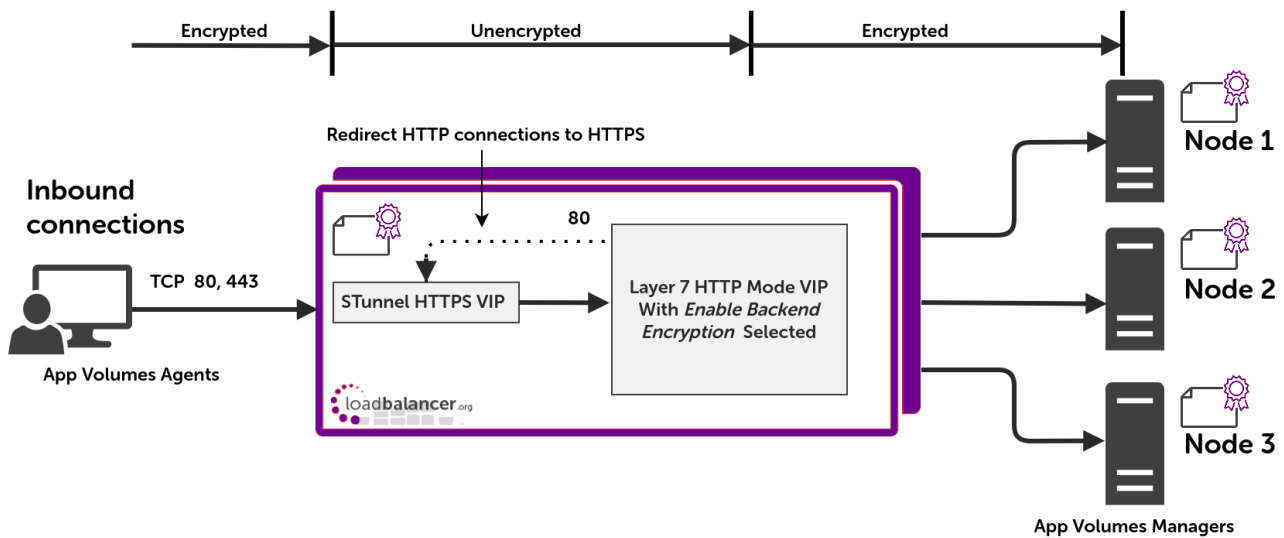 Encrypted
Unencrypted
Encrypted
Redirect HTTP connections to HTTPS
Inbound
connections
TCP 80, 443
App Volumes Agents
80
STunnel HTTPS VIP
Layer 7 HTTP Mode VIP
With Enable Backend
Encryption Selected
loadbalancer.org
Node 1
Node 2
Node 3
App Volumes Managers